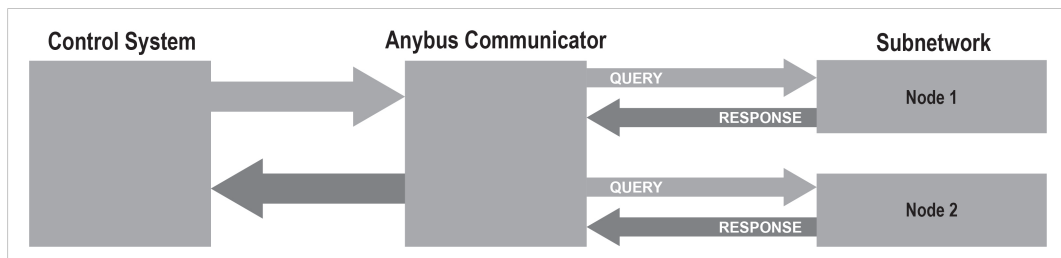 Control System
Anybus Communicator
Subnetwork
QUERY
Node 1
RESPONSE
QUERY
Node 2
RESPONSE